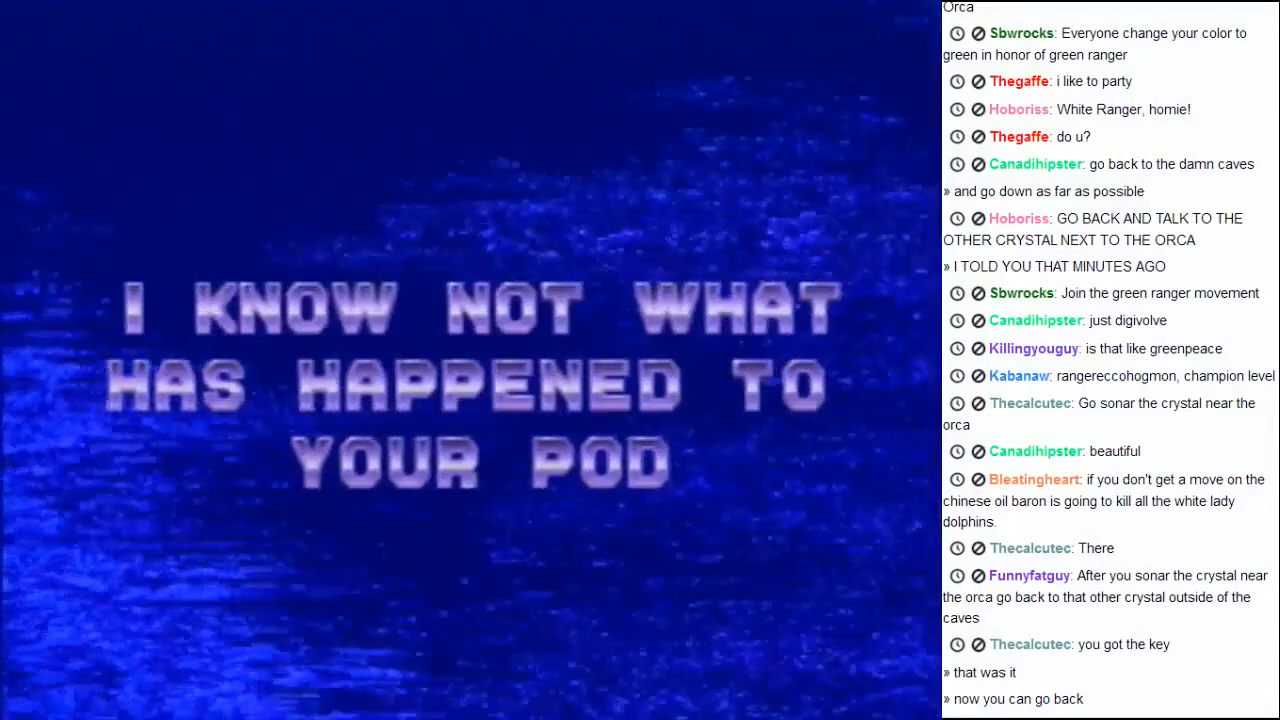 I KNOW NOT WHAT
HAS HAPPENED TO
YOUR POD
Orca
Sbwrocks: Everyone change your color to
green in honor of green ranger
Thegaffe: i like to party
Hoboriss: White Ranger, homie!
Thegaffe: do u?
Canadihipster: go back to the damn caves
» and go down as far as possible
Hoboriss: GO BACK AND TALK TO THE
OTHER CRYSTAL NEXT TO THE ORCA
» I TOLD YOU THAT MINUTES AGO
Sbwrocks: Join the green ranger movement
Canadihipster: just digivolve
Killingyouguy: is that like greenpeace
Kabanaw: rangereccohogmon, champion level
Thecalcutec: Go sonar the crystal near the
orca
Canadihipster: beautiful
Bleatingheart: if you don't get a move on the
chinese oil baron is going to kill all the white lady
dolphins.
Thecalcutec: There
Funnyfatguy: After you sonar the crystal near
the orca go back to that other crystal outside of the
caves
Thecalcutec: you got the key
» that was it
» now you can go back